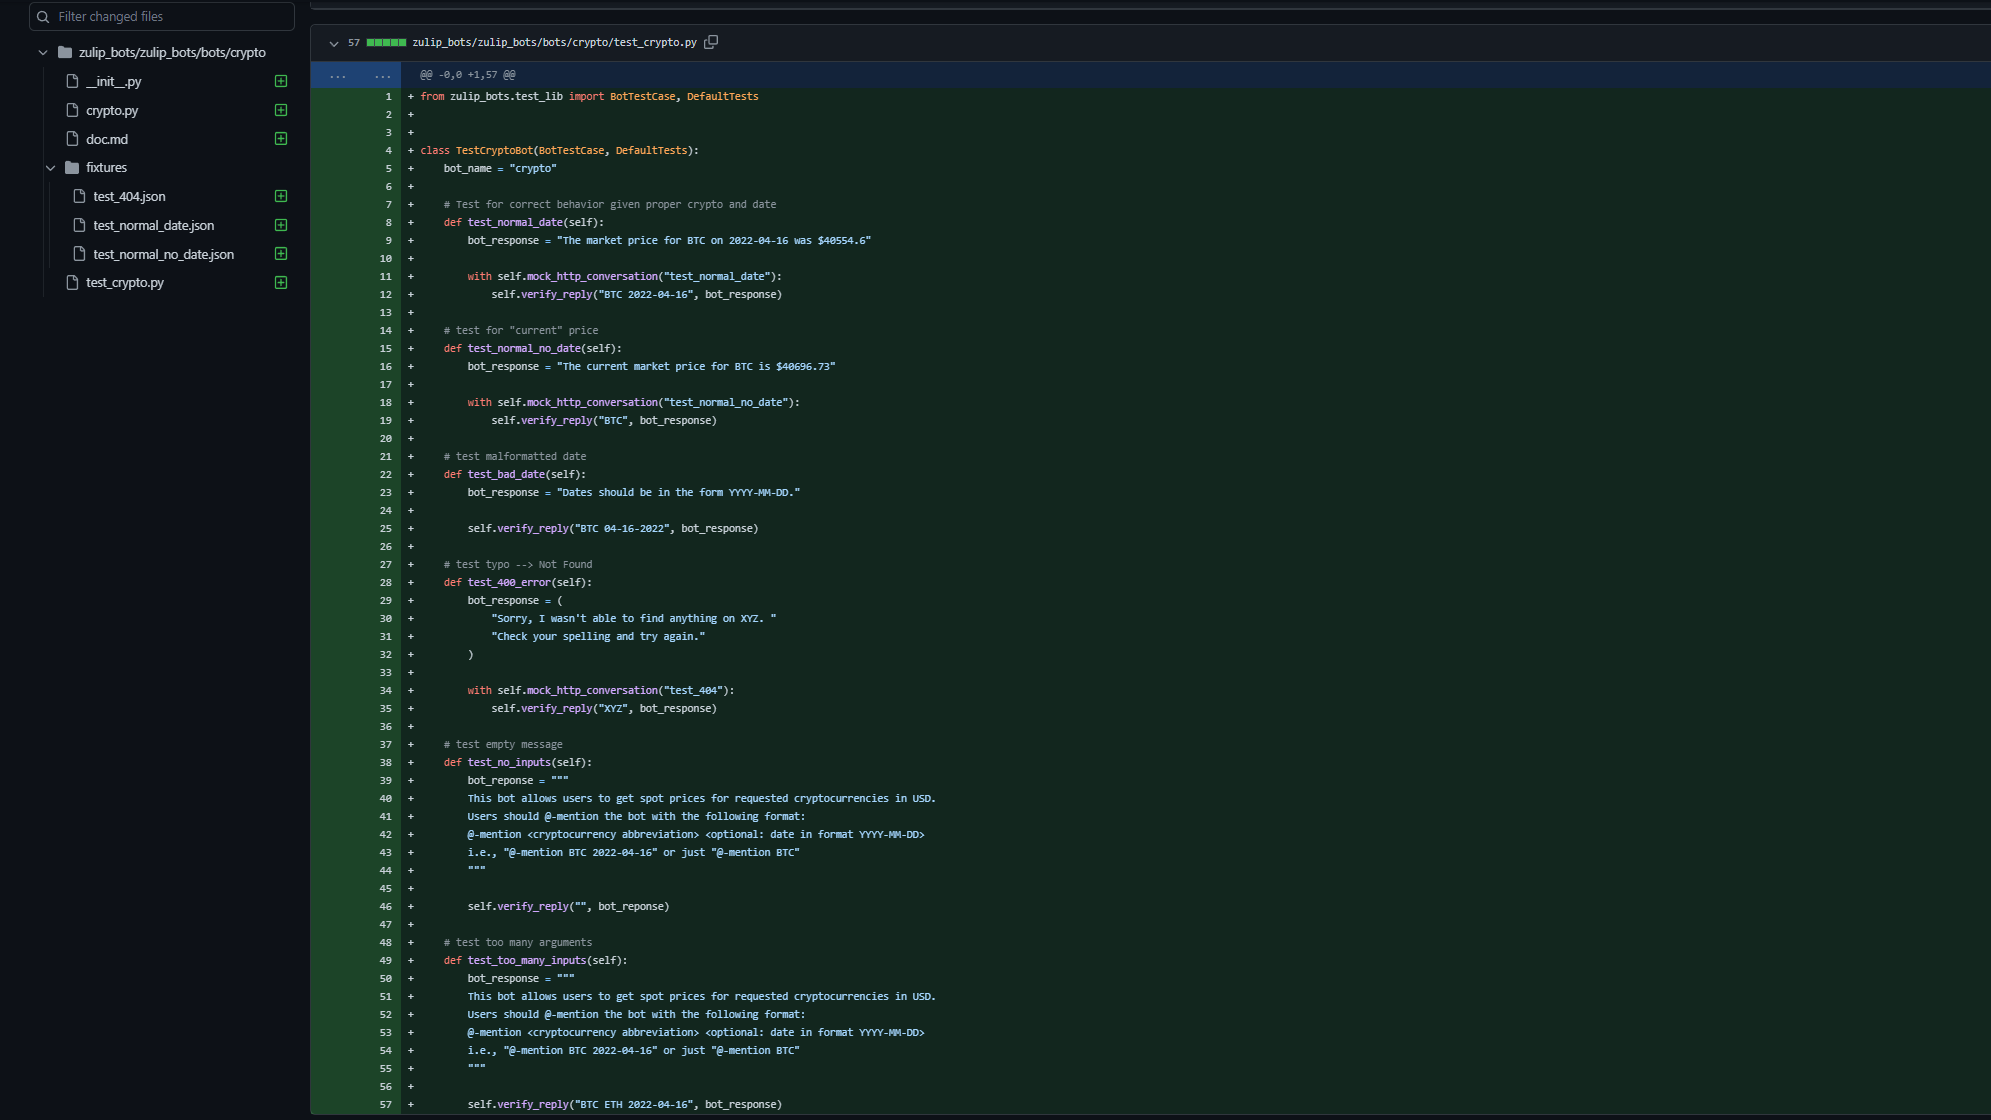 Filter changed files
zulip_bots/zulip_bots/bots/crypto
__init__.py
crypto.py
doc.md
fixtures
test_404.json
test_normal_date.json
test_normal_no_date.json
test_crypto.py
57 zulip_bots/zulip_bots/bots/crypto/test_crypto.py
... ... @@ -0,0 +1,57 @@
1 + from zulip_bots.test_lib import BotTestCase, DefaultTests
2 +
3 +
4 + class TestCryptoBot(BotTestCase, DefaultTests):
5 +     bot_name = "crypto"
6 +
7 +     # Test for correct behavior given proper crypto and date
8 +     def test_normal_date(self):
9 +         bot_response = "The market price for BTC on 2022-04-16 was $40554.6"
10 +
11 +         with self.mock_http_conversation("test_normal_date"):
12 +             self.verify_reply("BTC 2022-04-16", bot_response)
13 +
14 +     # test for "current" price
15 +     def test_normal_no_date(self):
16 +         bot_response = "The current market price for BTC is $40696.73"
17 +
18 +         with self.mock_http_conversation("test_normal_no_date"):
19 +             self.verify_reply("BTC", bot_response)
20 +
21 +     # test malformatted date
22 +     def test_bad_date(self):
23 +         bot_response = "Dates should be in the form YYYY-MM-DD."
24 +
25 +         self.verify_reply("BTC 04-16-2022", bot_response)
26 +
27 +     # test typo --> Not Found
28 +     def test_400_error(self):
29 +         bot_response = (
30 +             "Sorry, I wasn't able to find anything on XYZ. "
31 +             "Check your spelling and try again."
32 +         )
33 +
34 +         with self.mock_http_conversation("test_404"):
35 +             self.verify_reply("XYZ", bot_response)
36 +
37 +     # test empty message
38 +     def test_no_inputs(self):
39 +         bot_reponse = """
40 +         This bot allows users to get spot prices for requested cryptocurrencies in USD.
41 +         Users should @-mention the bot with the following format:
42 +         @-mention <cryptocurrency abbreviation> <optional: date in format YYYY-MM-DD>
43 +         i.e., "@-mention BTC 2022-04-16" or just "@-mention BTC"
44 +         """
45 +
46 +         self.verify_reply("", bot_reponse)
47 +
48 +     # test too many arguments
49 +     def test_too_many_inputs(self):
50 +         bot_response = """
51 +         This bot allows users to get spot prices for requested cryptocurrencies in USD.
52 +         Users should @-mention the bot with the following format:
53 +         @-mention <cryptocurrency abbreviation> <optional: date in format YYYY-MM-DD>
54 +         i.e., "@-mention BTC 2022-04-16" or just "@-mention BTC"
55 +         """
56 +
57 +         self.verify_reply("BTC ETH 2022-04-16", bot_response)